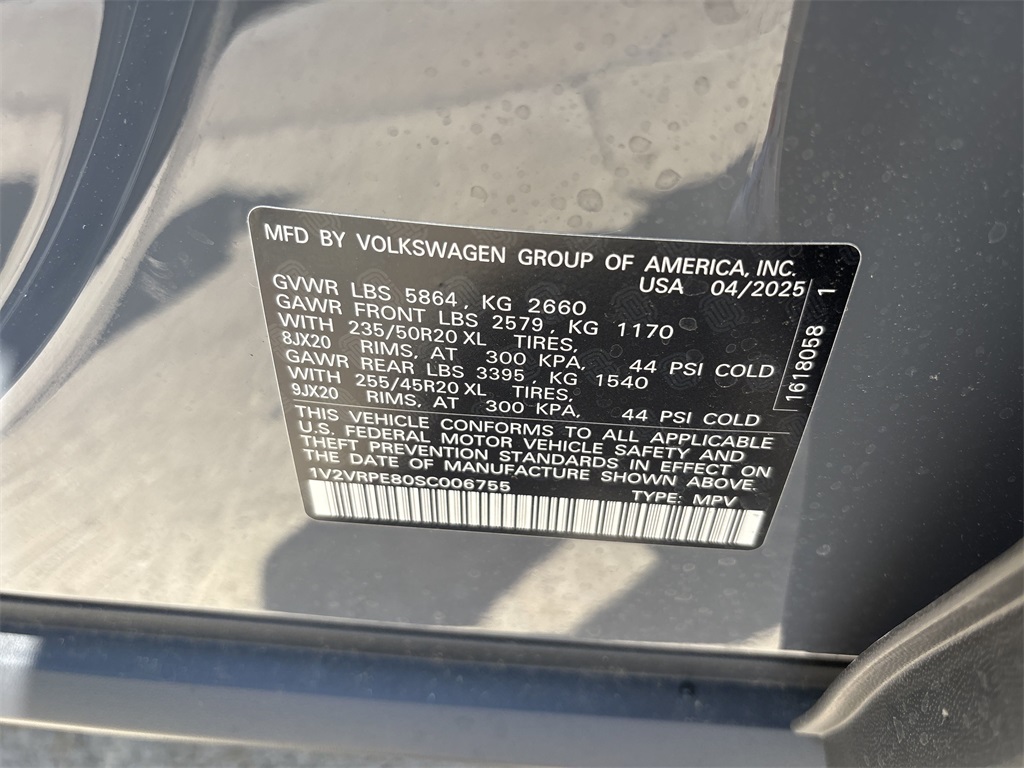 MFD BY VOLKSWAGEN GROUP OF AMERICA, INC.
USA 04/2025
GVWR LBS 5864, KG 2660
GAWR FRONT LBS 2579, KG 1170
WITH 235/50R20 XL TIRES,
8JX20 RIMS, AT 300 KPA, 44 PSI COLD
GAWR REAR LBS 3395, KG 1540
WITH 255/45R20 XL TIRES,
9JX20 RIMS, AT 300 KPA, 44 PSI COLD
THIS VEHICLE CONFORMS TO ALL APPLICABLE
U.S. FEDERAL MOTOR VEHICLE SAFETY AND
THEFT PREVENTION STANDARDS IN EFFECT ON
THE DATE OF MANUFACTURE SHOWN ABOVE.
1V2VRPE80SC006755 TYPE: MPV
1618058 1